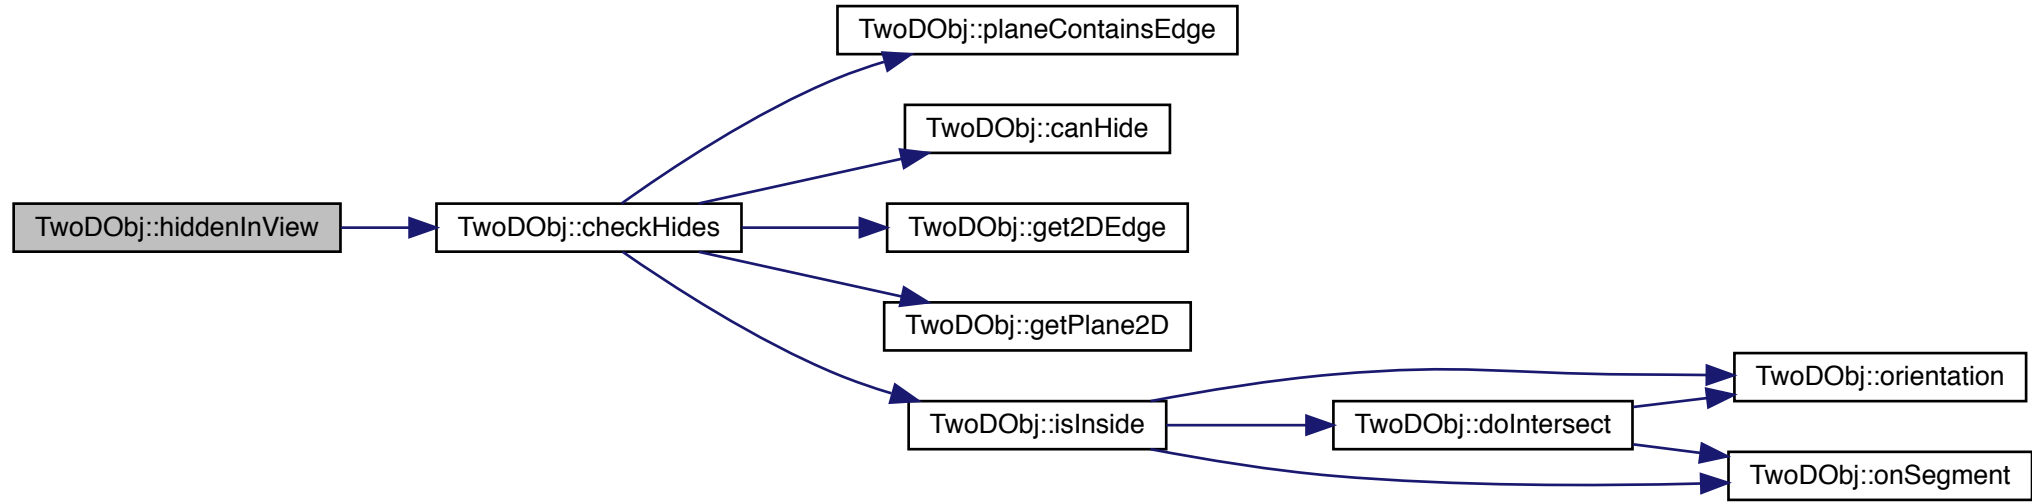 TwoDObj::planeContainsEdge
TwoDObj::canHide
TwoDObj::hiddenInView
TwoDObj::checkHides
TwoDObj::get2DEdge
TwoDObj::getPlane2D
TwoDObj::orientation
TwoDObj::isInside
TwoDObj::doIntersect
TwoDObj::onSegment